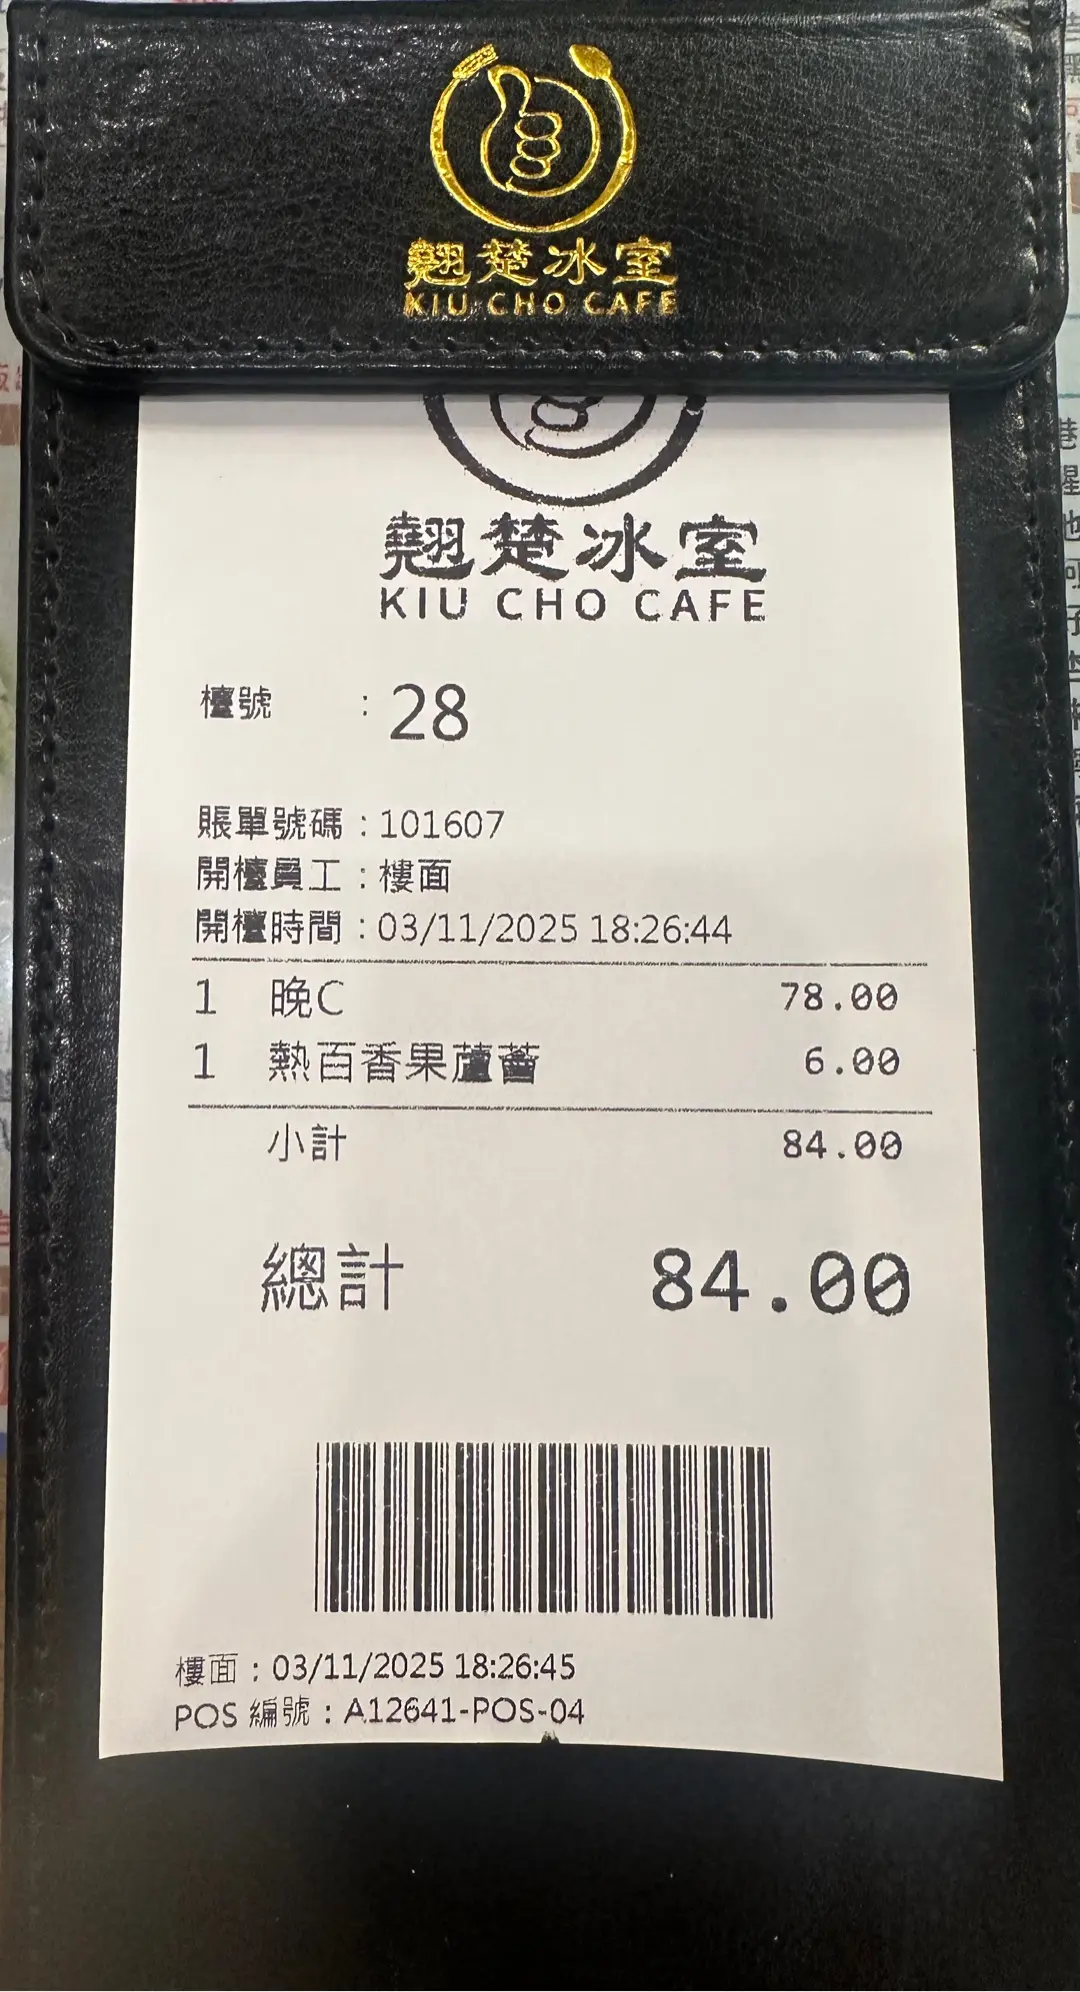 翹楚冰室
KIU CHO CAFE
翹楚冰室
KIU CHO CAFE
檯號 : 28
賬單號碼 : 101607
開檯員工 : 樓面
開檯時間 : 03/11/2025 18:26:44
1 晚C 78.00
1 熱百香果蘆薈 6.00
小計 84.00
總計 84.00
樓面 : 03/11/2025 18:26:45
POS 編號 : A12641-POS-04